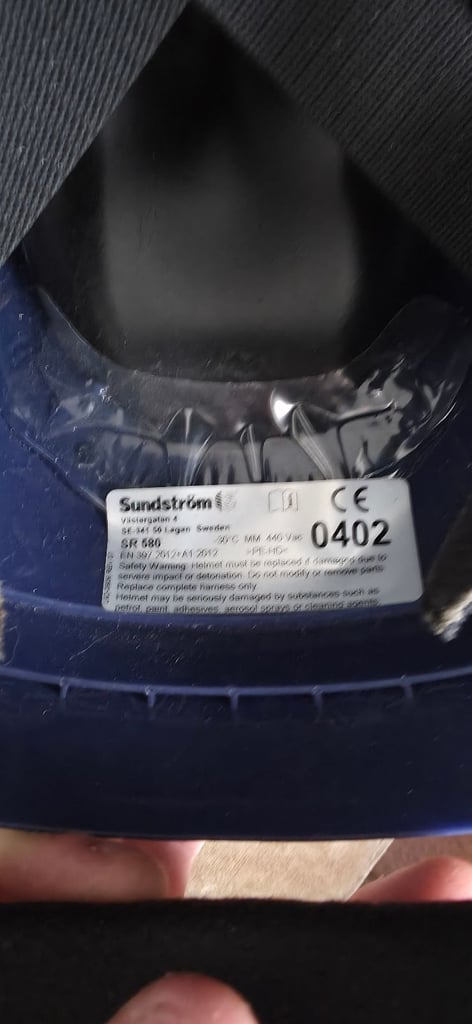 Sundström
CE
Västergatan 4
SE-341 50 Lagan Sweden
0402
SR 580
-30°C MM 440 Vac
EN 397:2012+A1:2012
>PE-HD<
Safety Warning: Helmet must be replaced if damaged due to
servere impact or detonation. Do not modify or remove parts.
Replace complete harness only.
Helmet may be seriously damaged by substances such as
petrol, paint, adhesives, aerosol sprays or cleaning agents.